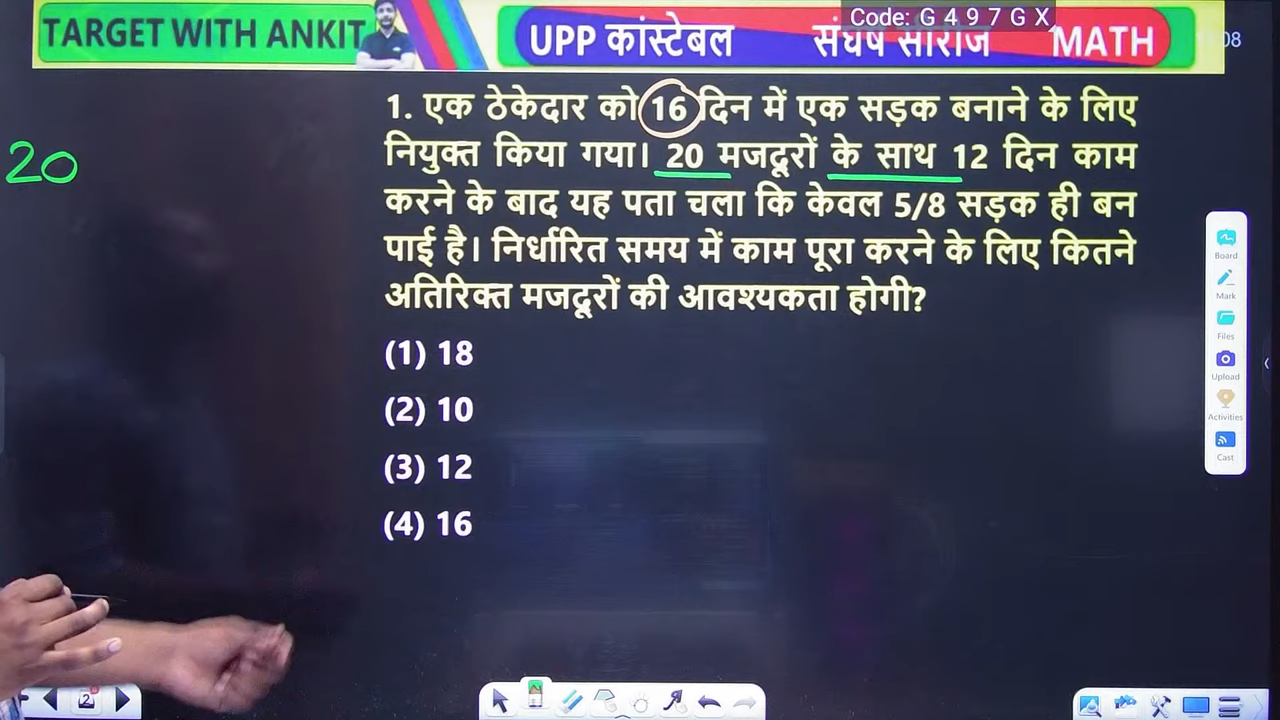 TARGET WITH ANKIT
UPP कांस्टेबल संघर्ष सीरीज MATH
Code: G 4 9 7 G X
08
20
1. एक ठेकेदार को 16 दिन में एक सड़क बनाने के लिए
नियुक्त किया गया। 20 मजदूरों के साथ 12 दिन काम
करने के बाद यह पता चला कि केवल 5/8 सड़क ही बन
पाई है। निर्धारित समय में काम पूरा करने के लिए कितने
अतिरिक्त मजदूरों की आवश्यकता होगी?
(1) 18
(2) 10
(3) 12
(4) 16
Board
Mark
Files
Upload
Activities
Cast
2